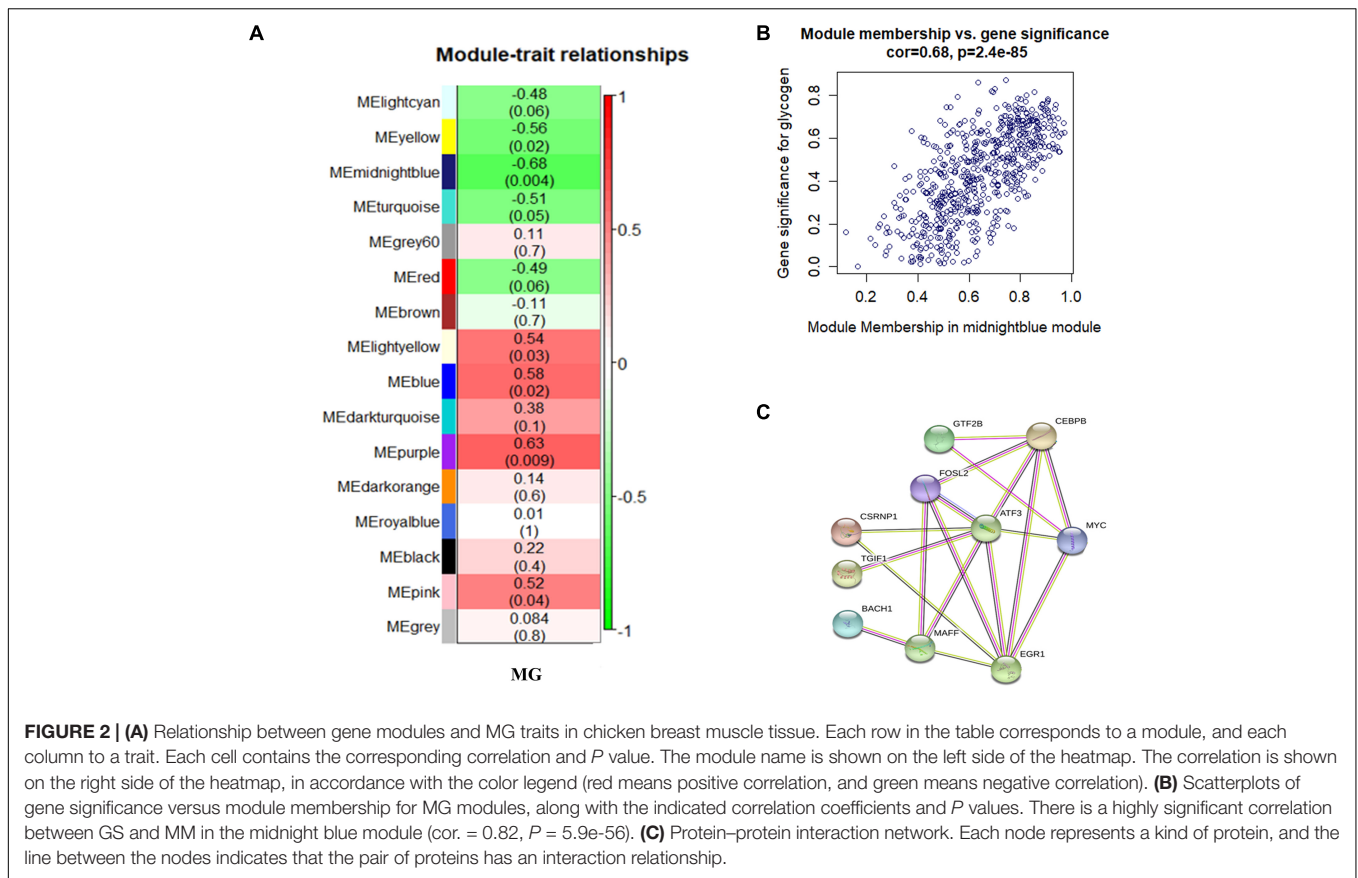 A
Module-trait relationships
MElightcyan
-0.48
(0.06)
MEyellow
-0.56
(0.02)
MEmidnightblue
-0.68
(0.004)
MEturquoise
-0.51
(0.05)
MEgrey60
0.11
(0.7)
MEred
-0.49
(0.06)
MEbrown
-0.11
(0.7)
MElightyellow
0.54
(0.03)
MEblue
0.58
(0.02)
MEdarkturquoise
0.38
(0.1)
MEpurple
0.63
(0.009)
MEdarkorange
0.14
(0.6)
MEroyalblue
0.01
(1)
MEblack
0.22
(0.4)
MEpink
0.52
(0.04)
MEgrey
0.084
(0.8)
1
0.5
0
-0.5
-1
MG
B
Module membership vs. gene significance
cor=0.68, p=2.4e-85
Gene significance for glycogen
0.8
0.6
0.4
0.2
0.0
0.2 0.4 0.6 0.8 1.0
Module Membership in midnightblue module
C
GTF2B
CEBPB
FOSL2
CSRNP1
ATF3
MYC
TGIF1
BACH1
MAFF
EGR1
FIGURE 2 | (A) Relationship between gene modules and MG traits in chicken breast muscle tissue. Each row in the table corresponds to a module, and each
column to a trait. Each cell contains the corresponding correlation and P value. The module name is shown on the left side of the heatmap. The correlation is shown
on the right side of the heatmap, in accordance with the color legend (red means positive correlation, and green means negative correlation). (B) Scatterplots of
gene significance versus module membership for MG modules, along with the indicated correlation coefficients and P values. There is a highly significant correlation
between GS and MM in the midnight blue module (cor. = 0.82, P = 5.9e-56). (C) Protein–protein interaction network. Each node represents a kind of protein, and the
line between the nodes indicates that the pair of proteins has an interaction relationship.